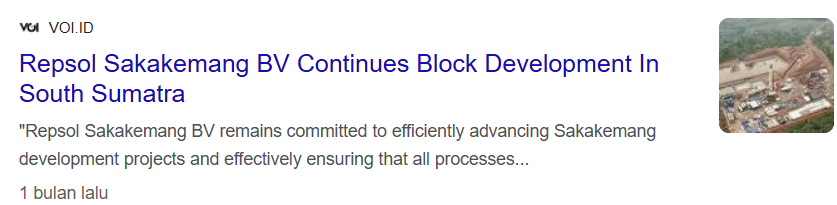 VOI VOI.ID
Repsol Sakakemang BV Continues Block Development In
South Sumatra
"Repsol Sakakemang BV remains committed to efficiently advancing Sakakemang
development projects and effectively ensuring that all processes...
1 bulan lalu